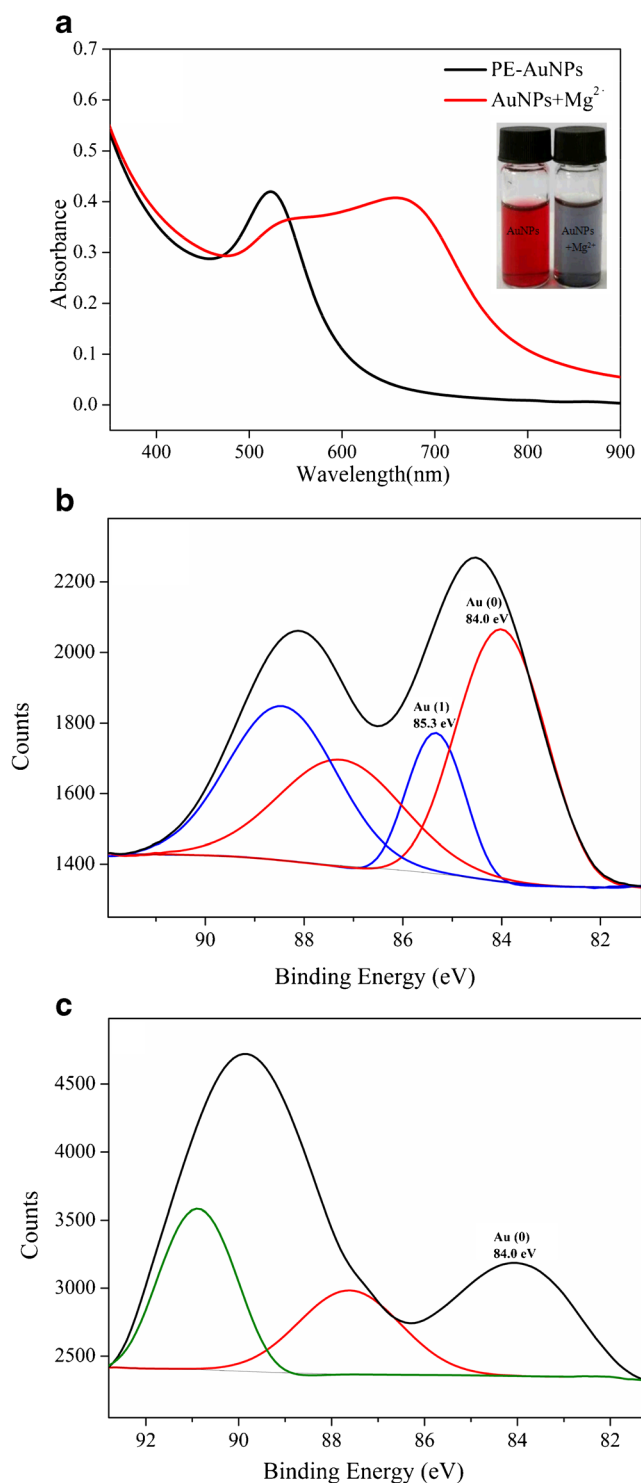 a
0.7
0.6
0.5
0.4
0.3
0.2
0.1
0.0
Absorbance
PE-AuNPs
AuNPs+Mg²⁺
AuNPs
AuNPs
+Mg²⁺
400 500 600 700 800 900
Wavelength(nm)
b
2200
2000
1800
1600
1400
Counts
Au (0)
84.0 eV
Au (1)
85.3 eV
90 88 86 84 82
Binding Energy (eV)
c
4500
4000
3500
3000
2500
Counts
Au (0)
84.0 eV
92 90 88 86 84 82
Binding Energy (eV)